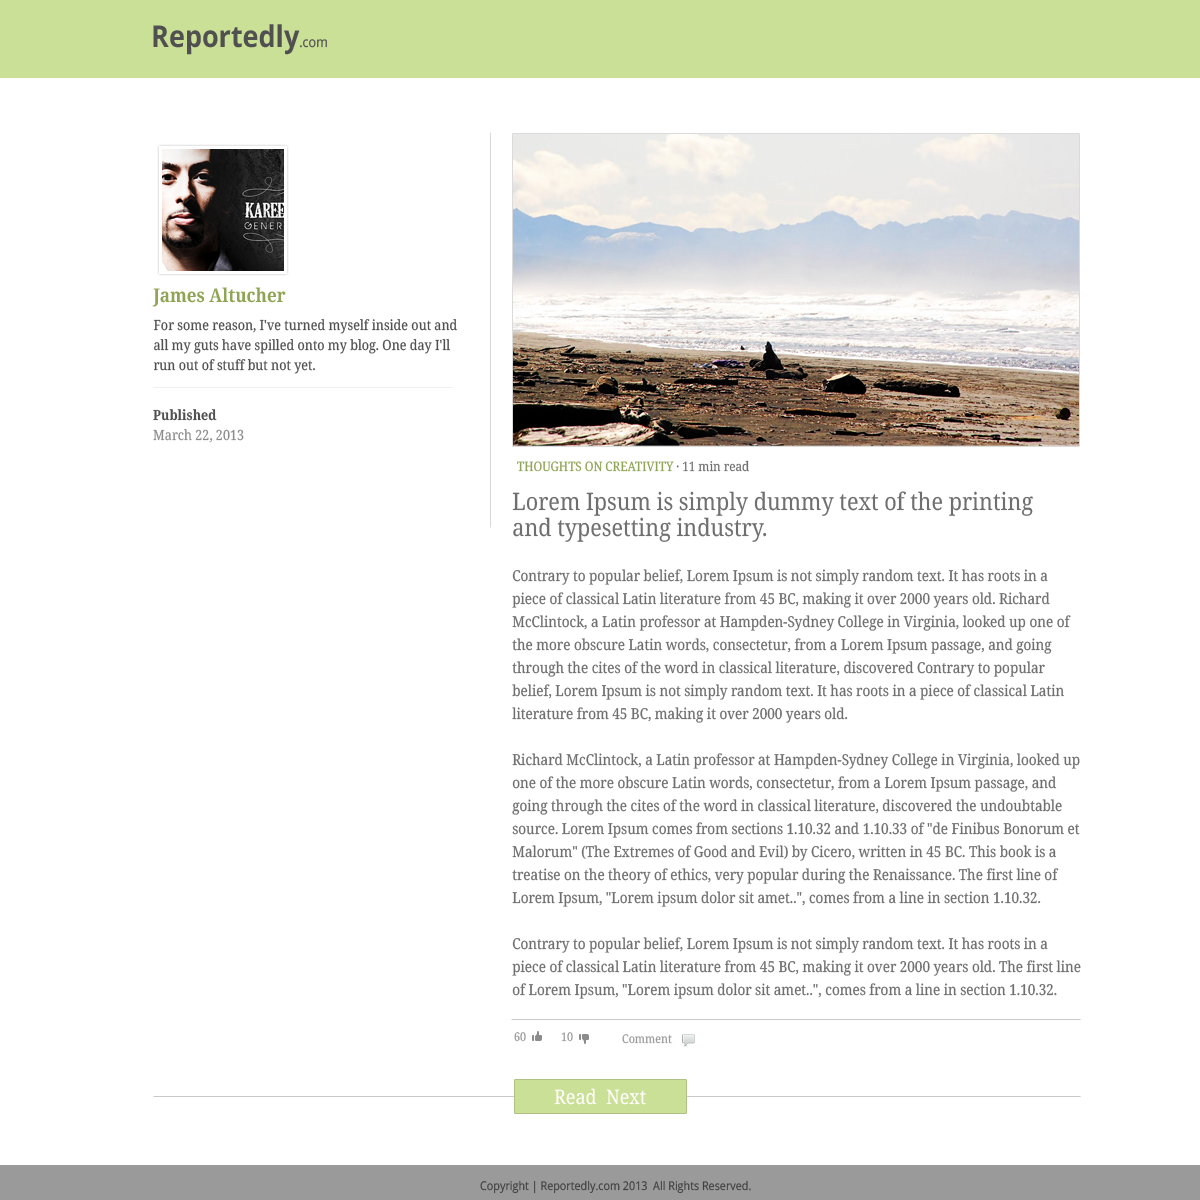 Reportedly.com
KAREE
GENER
James Altucher
For some reason, I've turned myself inside out and
all my guts have spilled onto my blog. One day I'll
run out of stuff but not yet.
Published
March 22, 2013
THOUGHTS ON CREATIVITY · 11 min read
Lorem Ipsum is simply dummy text of the printing
and typesetting industry.
Contrary to popular belief, Lorem Ipsum is not simply random text. It has roots in a
piece of classical Latin literature from 45 BC, making it over 2000 years old. Richard
McClintock, a Latin professor at Hampden-Sydney College in Virginia, looked up one of
the more obscure Latin words, consectetur, from a Lorem Ipsum passage, and going
through the cites of the word in classical literature, discovered Contrary to popular
belief, Lorem Ipsum is not simply random text. It has roots in a piece of classical Latin
literature from 45 BC, making it over 2000 years old.
Richard McClintock, a Latin professor at Hampden-Sydney College in Virginia, looked up
one of the more obscure Latin words, consectetur, from a Lorem Ipsum passage, and
going through the cites of the word in classical literature, discovered the undoubtable
source. Lorem Ipsum comes from sections 1.10.32 and 1.10.33 of "de Finibus Bonorum et
Malorum" (The Extremes of Good and Evil) by Cicero, written in 45 BC. This book is a
treatise on the theory of ethics, very popular during the Renaissance. The first line of
Lorem Ipsum, "Lorem ipsum dolor sit amet..", comes from a line in section 1.10.32.
Contrary to popular belief, Lorem Ipsum is not simply random text. It has roots in a
piece of classical Latin literature from 45 BC, making it over 2000 years old. The first line
of Lorem Ipsum, "Lorem ipsum dolor sit amet..", comes from a line in section 1.10.32.
60 10 Comment
Read Next
Copyright | Reportedly.com 2013 All Rights Reserved.